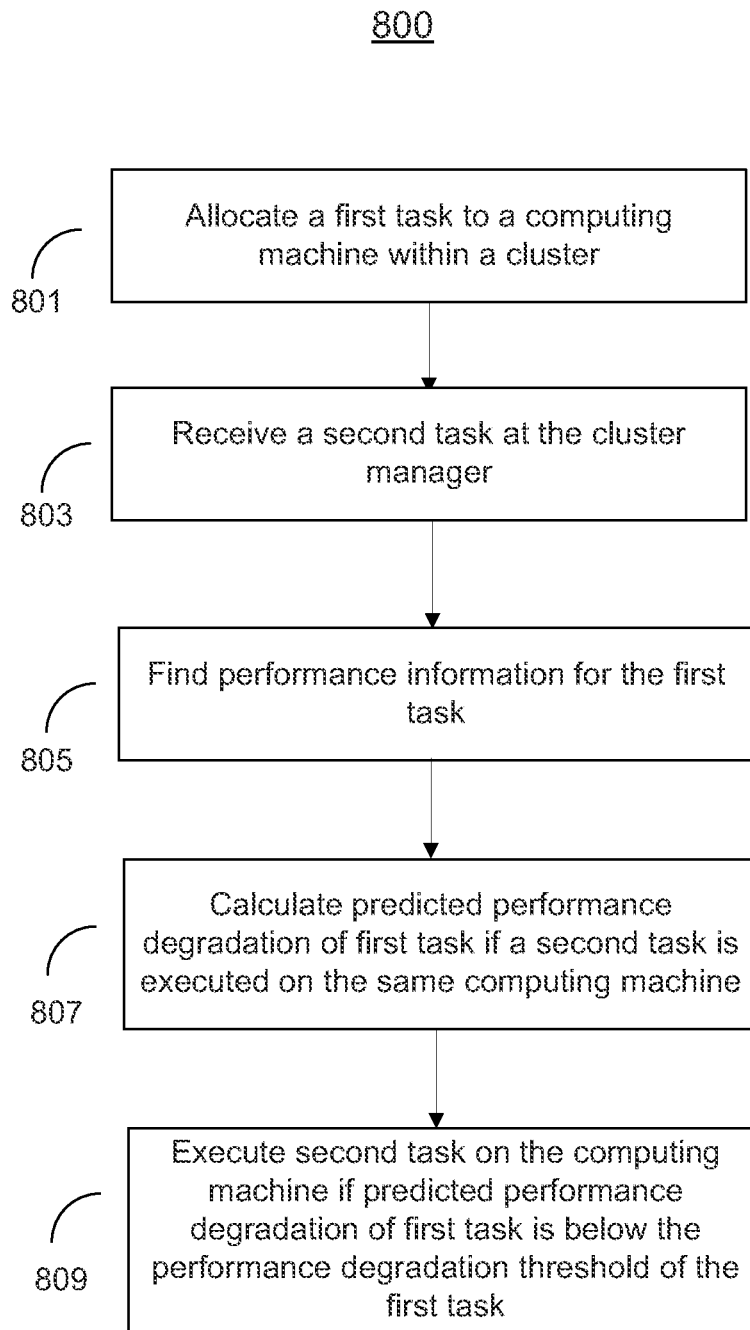 800
Allocate a first task to a computing
machine within a cluster
801
Receive a second task at the cluster
manager
803
Find performance information for the first
task
805
Calculate predicted performance
degradation of first task if a second task is
executed on the same computing machine
807
Execute second task on the computing
machine if predicted performance
degradation of first task is below the
performance degradation threshold of the
first task
809